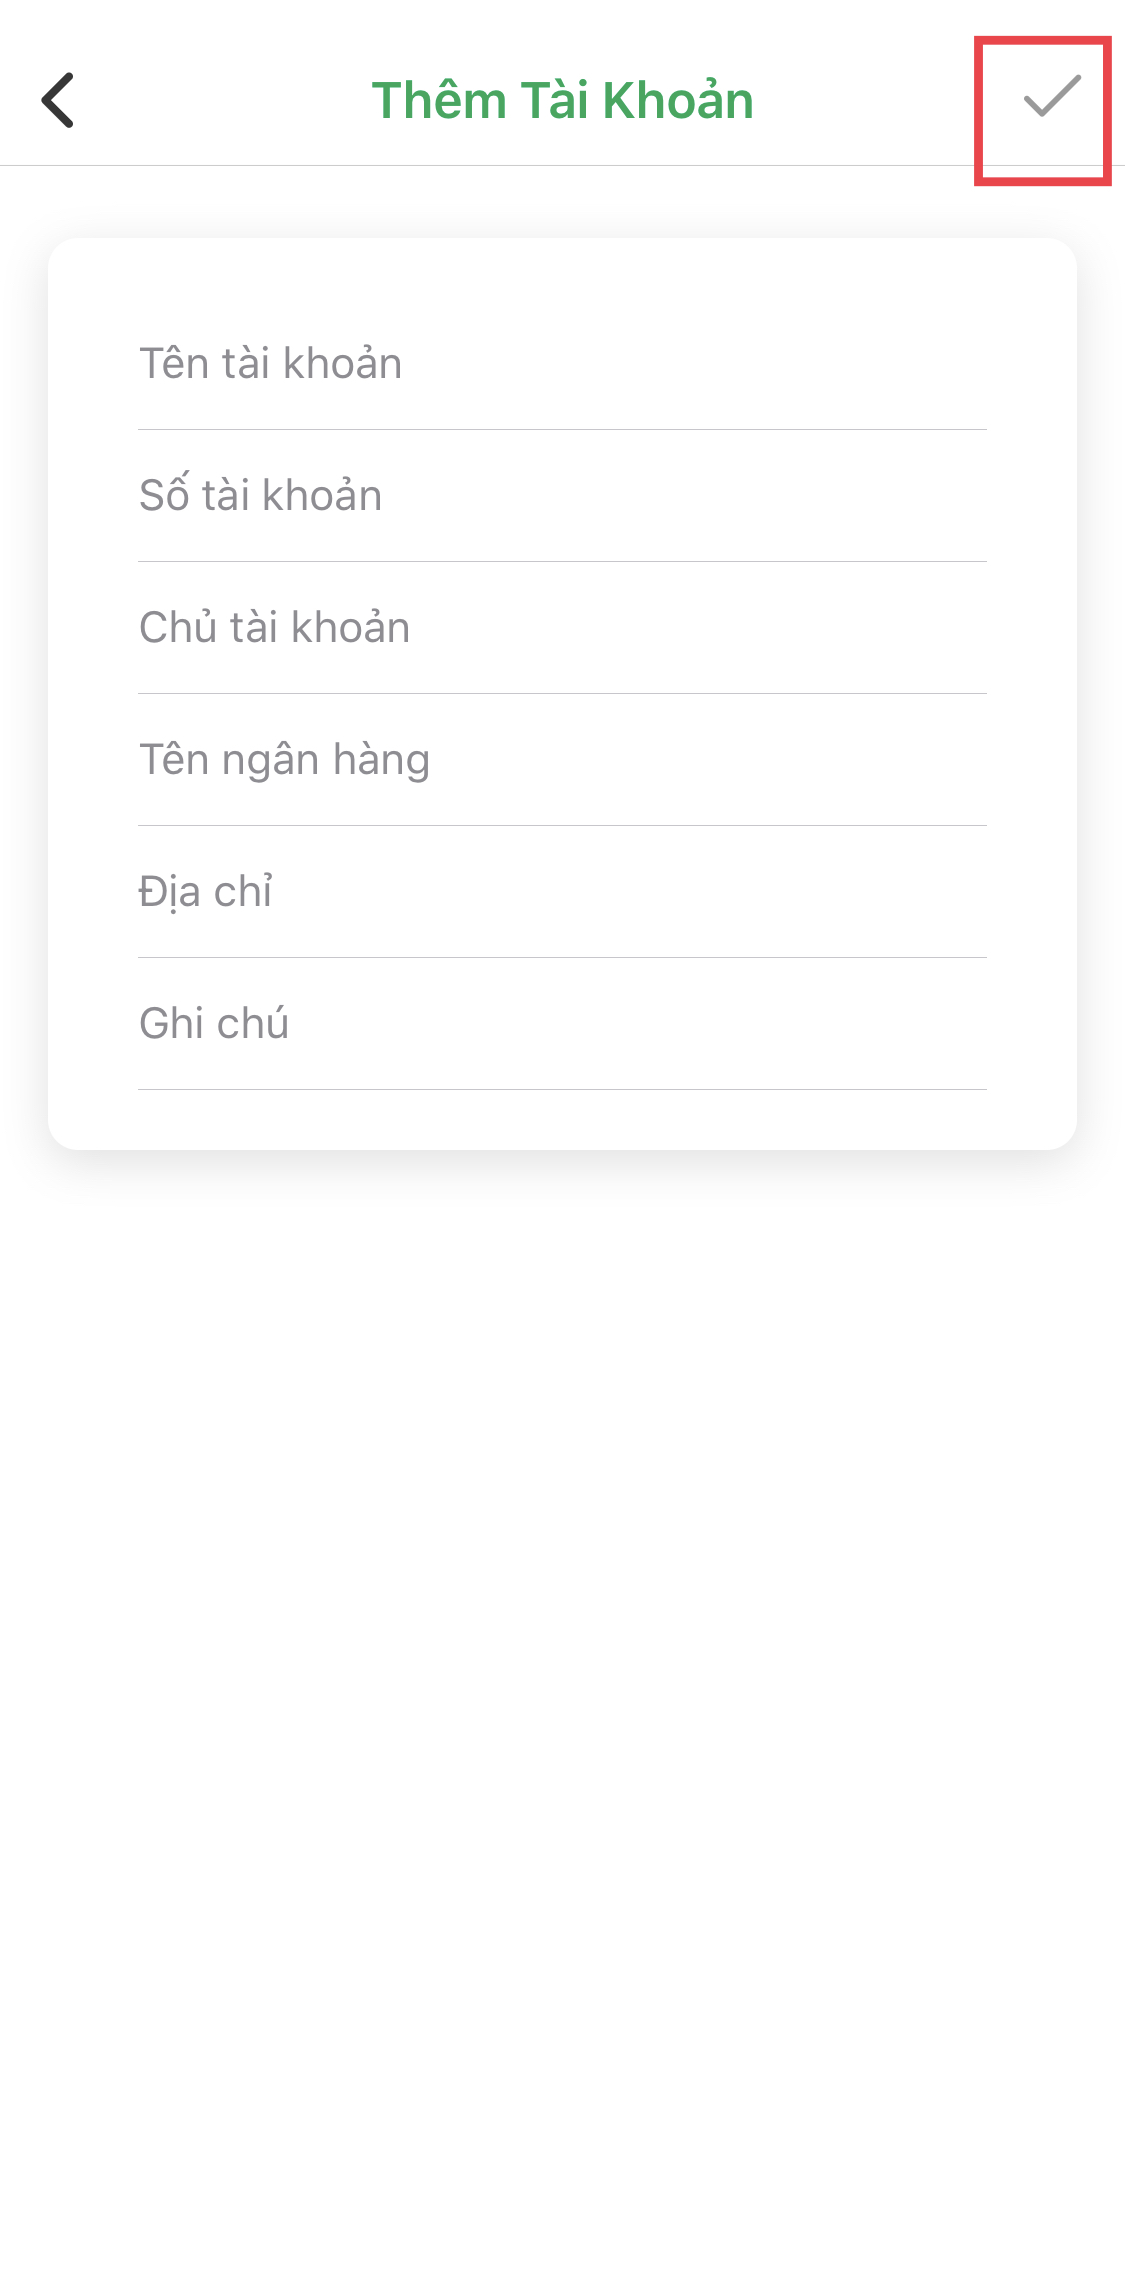 Thêm Tài Khoản
Tên tài khoản
Số tài khoản
Chủ tài khoản
Tên ngân hàng
Địa chỉ
Ghi chú